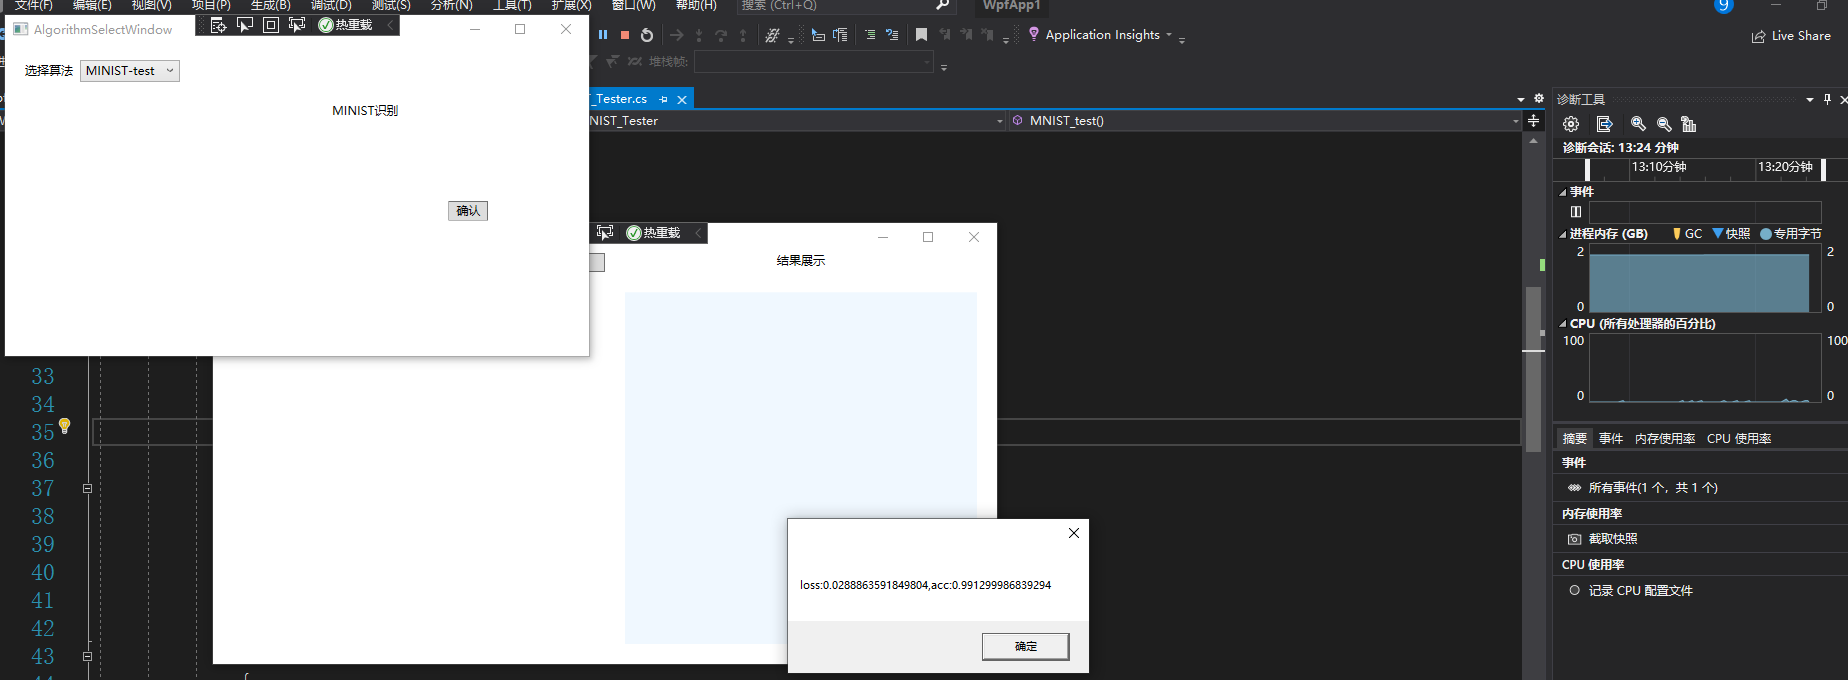 文件(F) 编辑(E) 视图(V) 项目(P) 生成(B) 调试(D) 测试(S) 分析(N) 工具(T) 扩展(X) 窗口(W) 帮助(H) 搜索 (Ctrl+Q) WpfApp1 9
AlgorithmSelectWindow
热重载
Application Insights
Live Share
选择算法 MINIST-test
堆栈帧:
MINIST识别
确认
_Tester.cs
NIST_Tester
MNIST_test()
热重载
结果展示
33
34
35
36
37
38
39
40
41
42
43
44
{
loss:0.0288863591849804,acc:0.991299986839294
确定
诊断工具
诊断会话: 13:24 分钟
13:10分钟 13:20分钟
事件
进程内存 (GB) GC 快照 专用字节
2 2
0 0
CPU (所有处理器的百分比)
100 100
0 0
摘要 事件 内存使用率 CPU 使用率
事件
所有事件(1 个，共 1 个)
内存使用率
截取快照
CPU 使用率
记录 CPU 配置文件